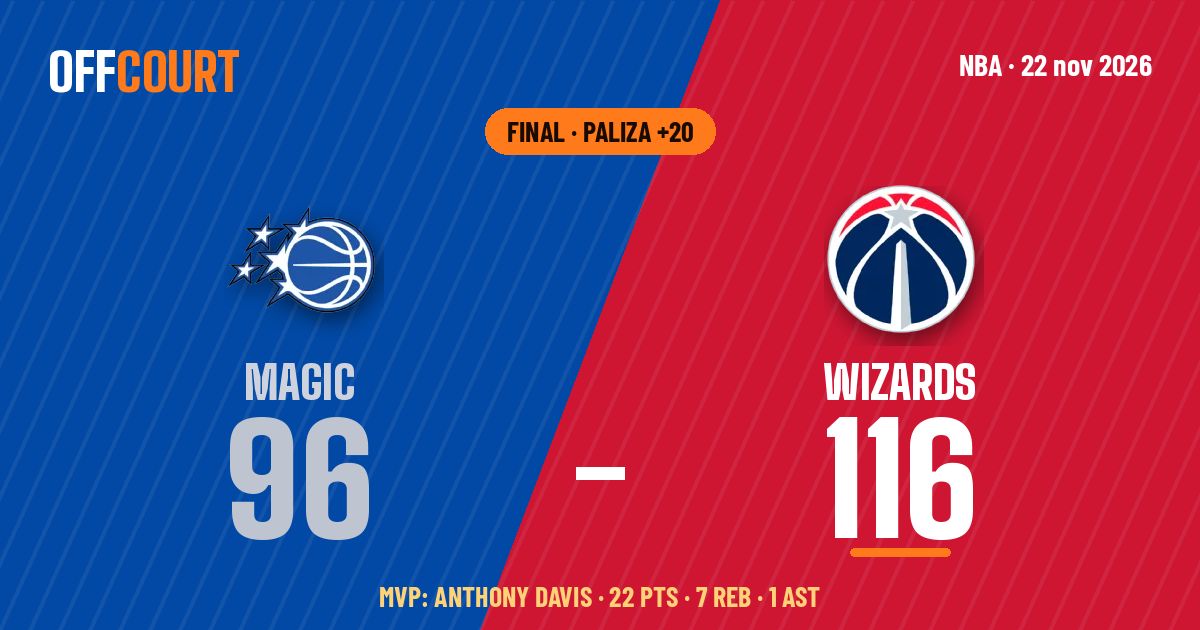 OFFCOURT
NBA · 22 nov 2026
FINAL · PALIZA +20
MAGIC
WIZARDS
96
–
116
MVP: ANTHONY DAVIS · 22 PTS · 7 REB · 1 AST